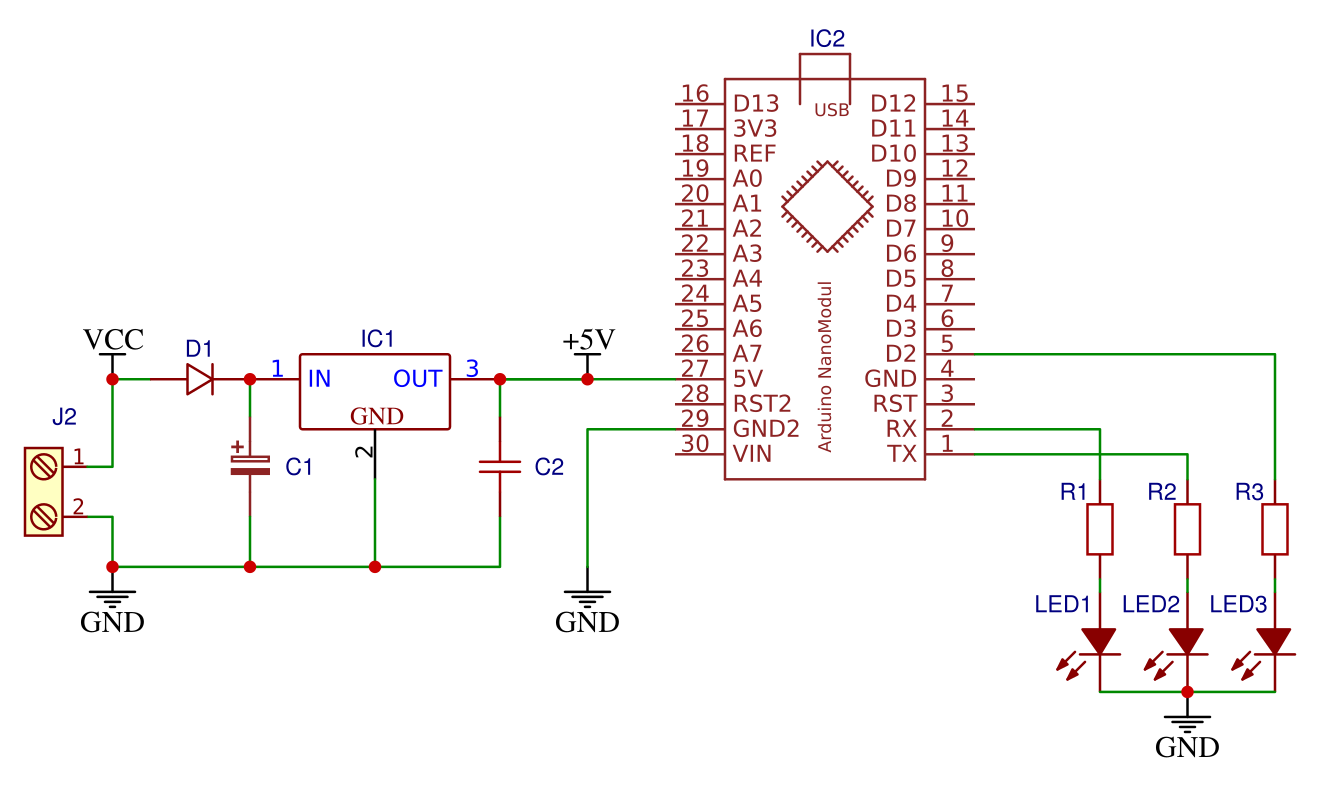 IC2
USB
16 D13 D12 15
17 3V3 D11 14
18 REF D10 13
19 A0 D9 12
20 A1 D8 11
21 A2 D7 10
22 A3 D6 9
23 A4 D5 8
24 A5 D4 7
25 A6 D3 6
26 A7 D2 5
27 5V GND 4
28 RST2 RST 3
29 GND2 RX 2
30 VIN TX 1
Arduino NanoModul
VCC
D1
IC1
+5V
1 IN OUT 3
GND
2
J2
1
2
+
C1
C2
GND
GND
R1 R2 R3
LED1 LED2 LED3
GND